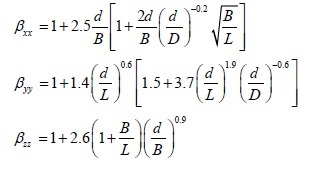 β_xx = 1 + 2.5 d/B [1 + 2d/B (d/D)^-0.2 √(B/L)]
β_yy = 1 + 1.4 (d/L)^0.6 [1.5 + 3.7 (d/L)^1.9 (d/D)^-0.6]
β_zz = 1 + 2.6 (1 + B/L) (d/B)^0.9